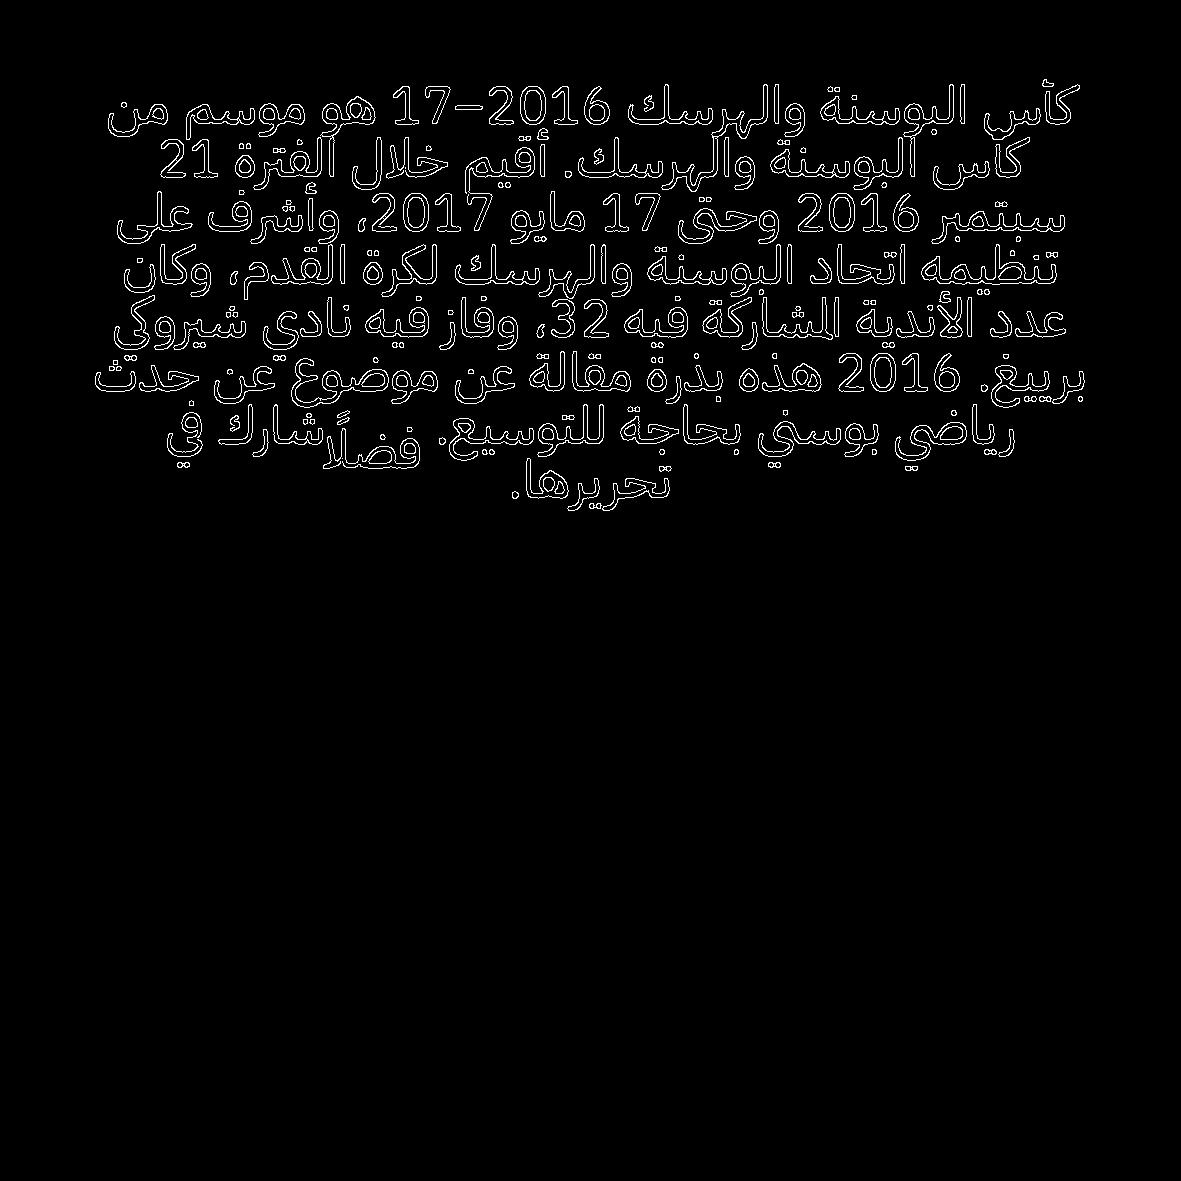 كأس البوسنة والهرسك 2016–17 هو موسم من
كأس البوسنة والهرسك. أقيم خلال الفترة 21
سبتمبر 2016 وحتى 17 مايو 2017، وأشرف على
تنظيمه اتحاد البوسنة والهرسك لكرة القدم، وكان
عدد الأندية المشاركة فيه 32، وفاز فيه نادي شيروكي
برييغ. 2016 هذه بذرة مقالة عن موضوع عن حدث
رياضي بوسني بحاجة للتوسيع. فضلًا شارك في
تحريرها.